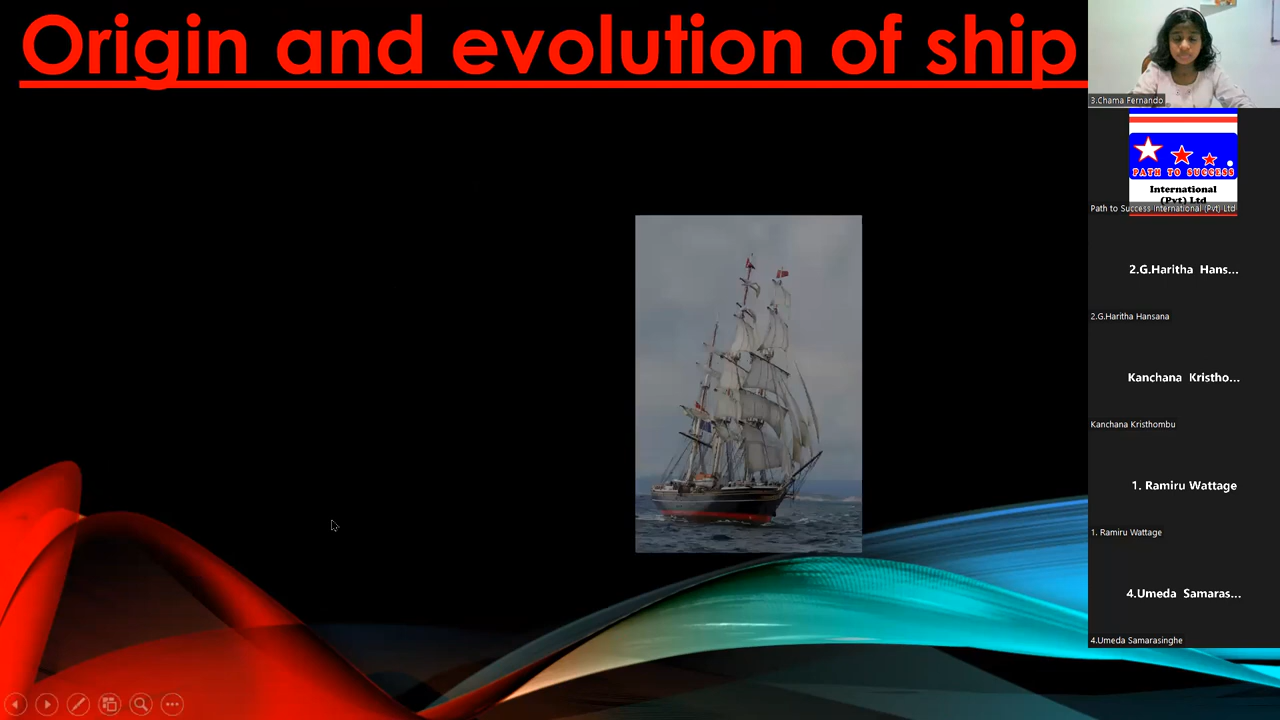 Origin and evolution of ship
3.Chama Fernando
PATH TO SUCCESS
International
(Pvt) Ltd
Path to Success International (Pvt) Ltd
2.G.Haritha Hans...
2.G.Haritha Hansana
Kanchana Kristho...
Kanchana Kristhombu
1. Ramiru Wattage
1. Ramiru Wattage
4.Umeda Samaras...
4.Umeda Samarasinghe